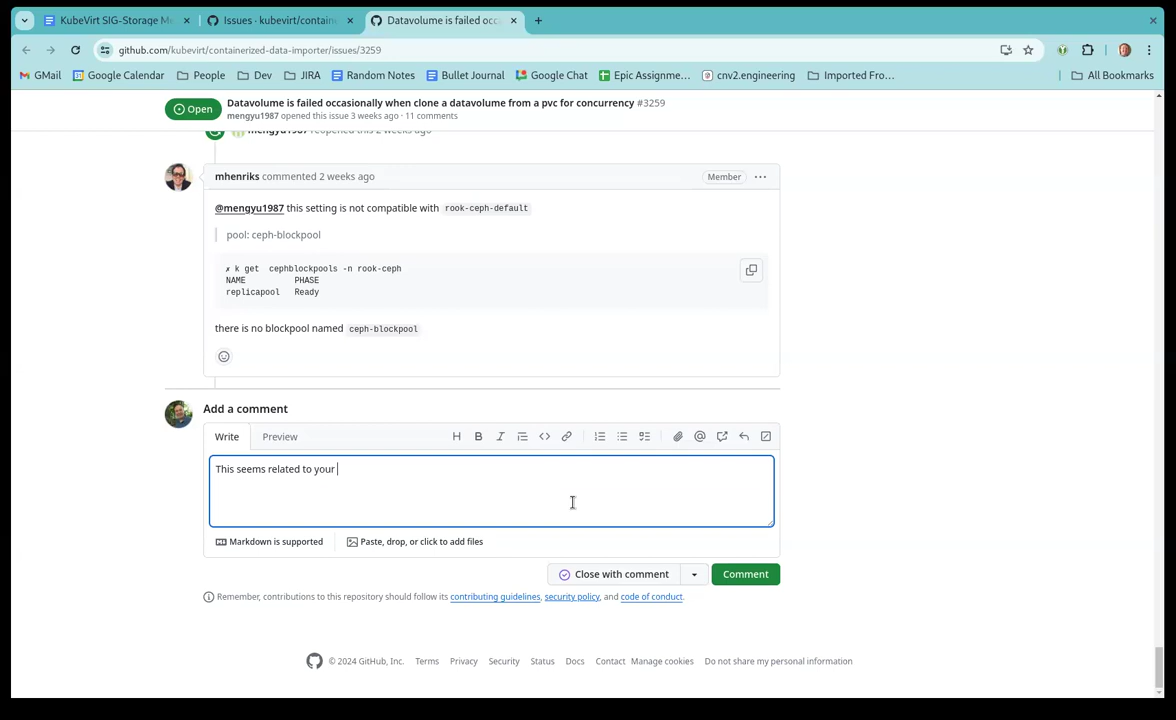 KubeVirt SIG-Storage M
Issues · kubevirt/contain
Datavolume is failed occ
github.com/kubevirt/containerized-data-importer/issues/3259
GMail
Google Calendar
People
Dev
JIRA
Random Notes
Bullet Journal
Google Chat
Epic Assignme...
cnv2.engineering
Imported Fro...
All Bookmarks
Open
Datavolume is failed occasionally when clone a datavolume from a pvc for concurrency #3259
mengyu1987 opened this issue 3 weeks ago · 11 comments
mengyu1987 reopened this 2 weeks ago
mhenriks commented 2 weeks ago
Member
@mengyu1987 this setting is not compatible with rook-ceph-default
pool: ceph-blockpool
✗ k get cephblockpools -n rook-ceph
NAME PHASE
replicapool Ready
there is no blockpool named ceph-blockpool
Add a comment
Write
Preview
This seems related to your
Markdown is supported
Paste, drop, or click to add files
Close with comment
Comment
Remember, contributions to this repository should follow its contributing guidelines, security policy, and code of conduct.
© 2024 GitHub, Inc.
Terms
Privacy
Security
Status
Docs
Contact
Manage cookies
Do not share my personal information